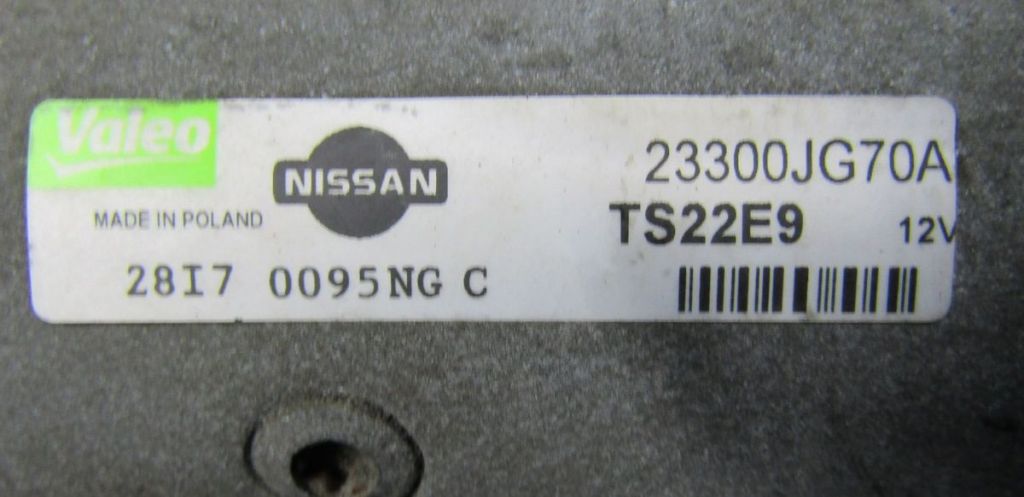 Valeo
NISSAN
23300JG70A
MADE IN POLAND
TS22E9 12V
28I7 0095NG C